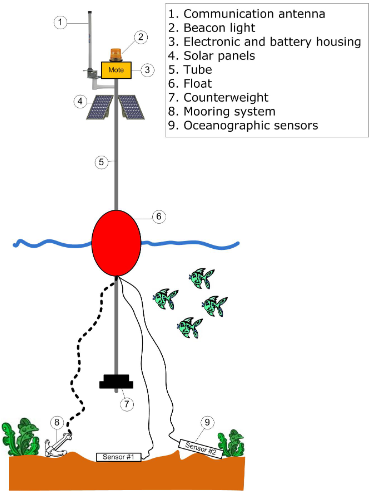 1. Communication antenna
2. Beacon light
3. Electronic and battery housing
4. Solar panels
5. Tube
6. Float
7. Counterweight
8. Mooring system
9. Oceanographic sensors
1
2
Mote
3
4
5
6
7
8
9
Sensor #1
Sensor #2